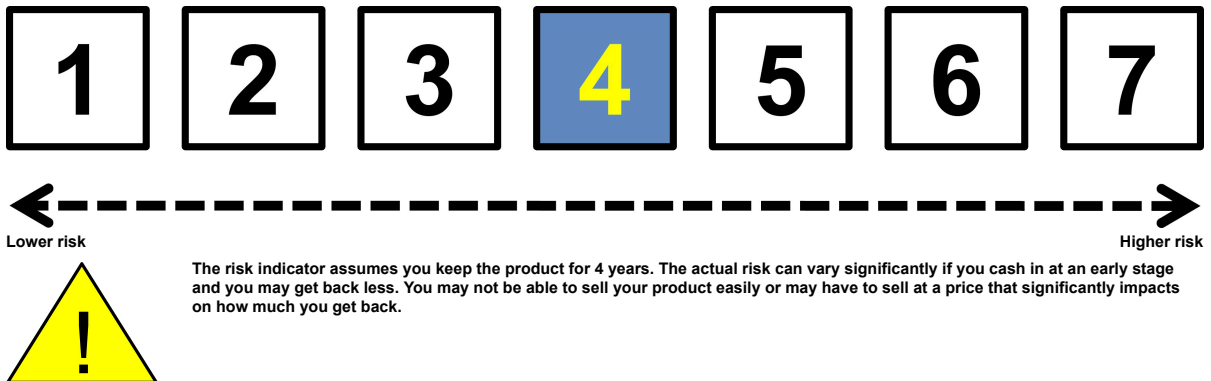 1 2 3 4 5 6 7
Lower risk Higher risk
The risk indicator assumes you keep the product for 4 years. The actual risk can vary significantly if you cash in at an early stage
and you may get back less. You may not be able to sell your product easily or may have to sell at a price that significantly impacts
on how much you get back.
!